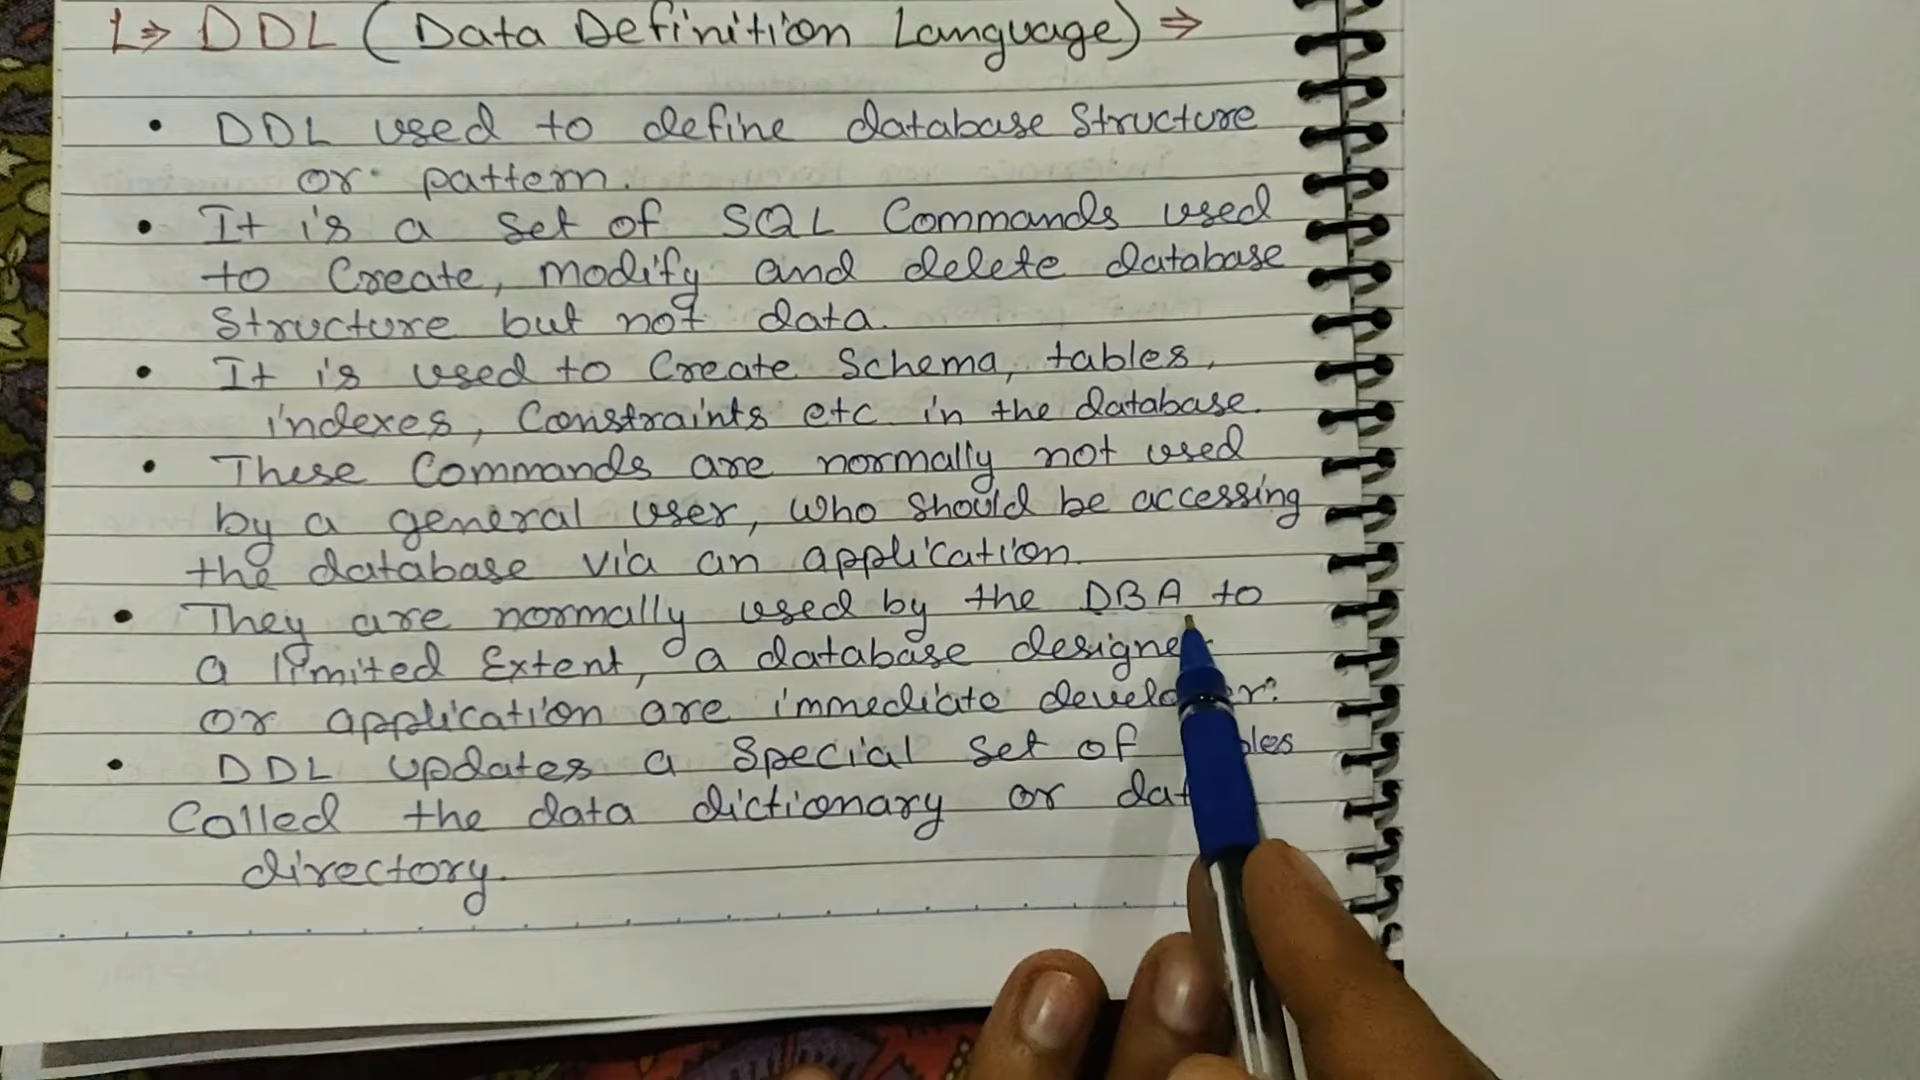 1⇒ DDL (Data Definition Language) ⇒
• DDL used to define database Structure
or pattern.
• It is a set of SQL Commands used
to Create, modify and delete database
Structure but not data.
• It is used to Create Schema, tables,
indexes, Constraints etc. in the database.
• These Commands are normally not used
by a general user, who should be accessing
the database via an application.
• They are normally used by the DBA to
a limited Extent, a database designer
or application are immediate developer.
• DDL updates a special set of
Called the data dictionary or
directory.